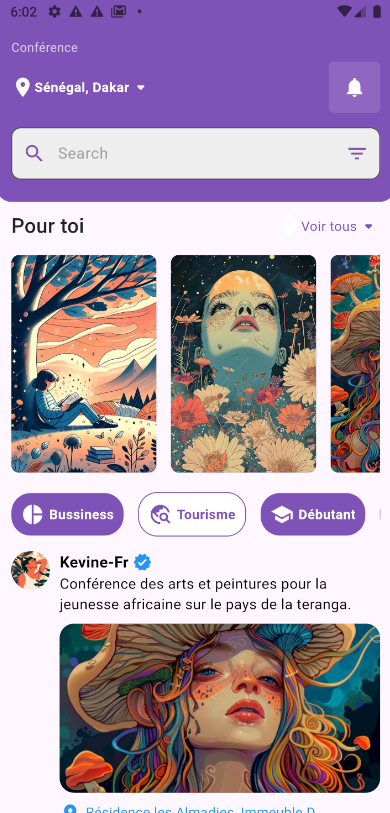 6:02
Conférence
Sénégal, Dakar
Search
Pour toi
Voir tous
Bussiness
Tourisme
Débutant
Kevine-Fr
Conférence des arts et peintures pour la
jeunesse africaine sur le pays de la teranga.
Résidence les Almadies, Immeuble D